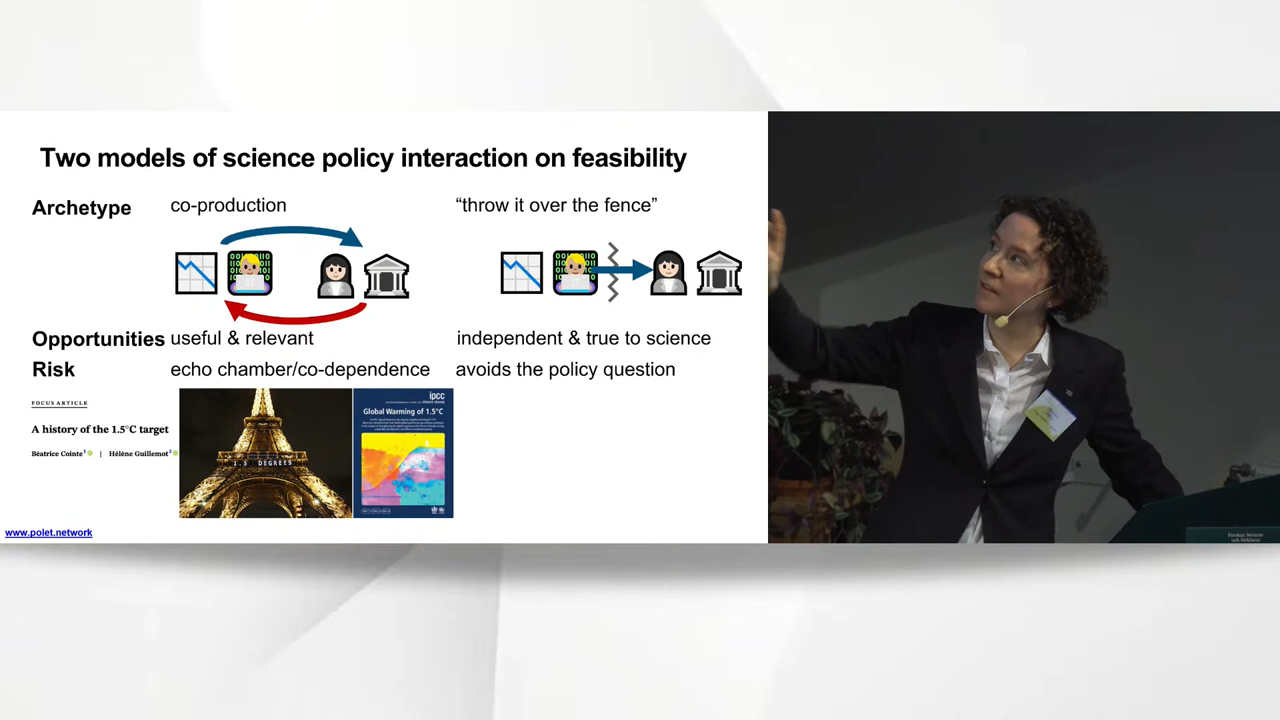 Two models of science policy interaction on feasibility
Archetype co-production “throw it over the fence”
Opportunities useful & relevant independent & true to science
Risk echo chamber/co-dependence avoids the policy question
FOCUS ARTICLE
A history of the 1.5°C target
Béatrice Cointe¹ | Hélène Guillemot²
1.5 DEGREES
ipcc
Global Warming of 1.5°C
www.polet.network